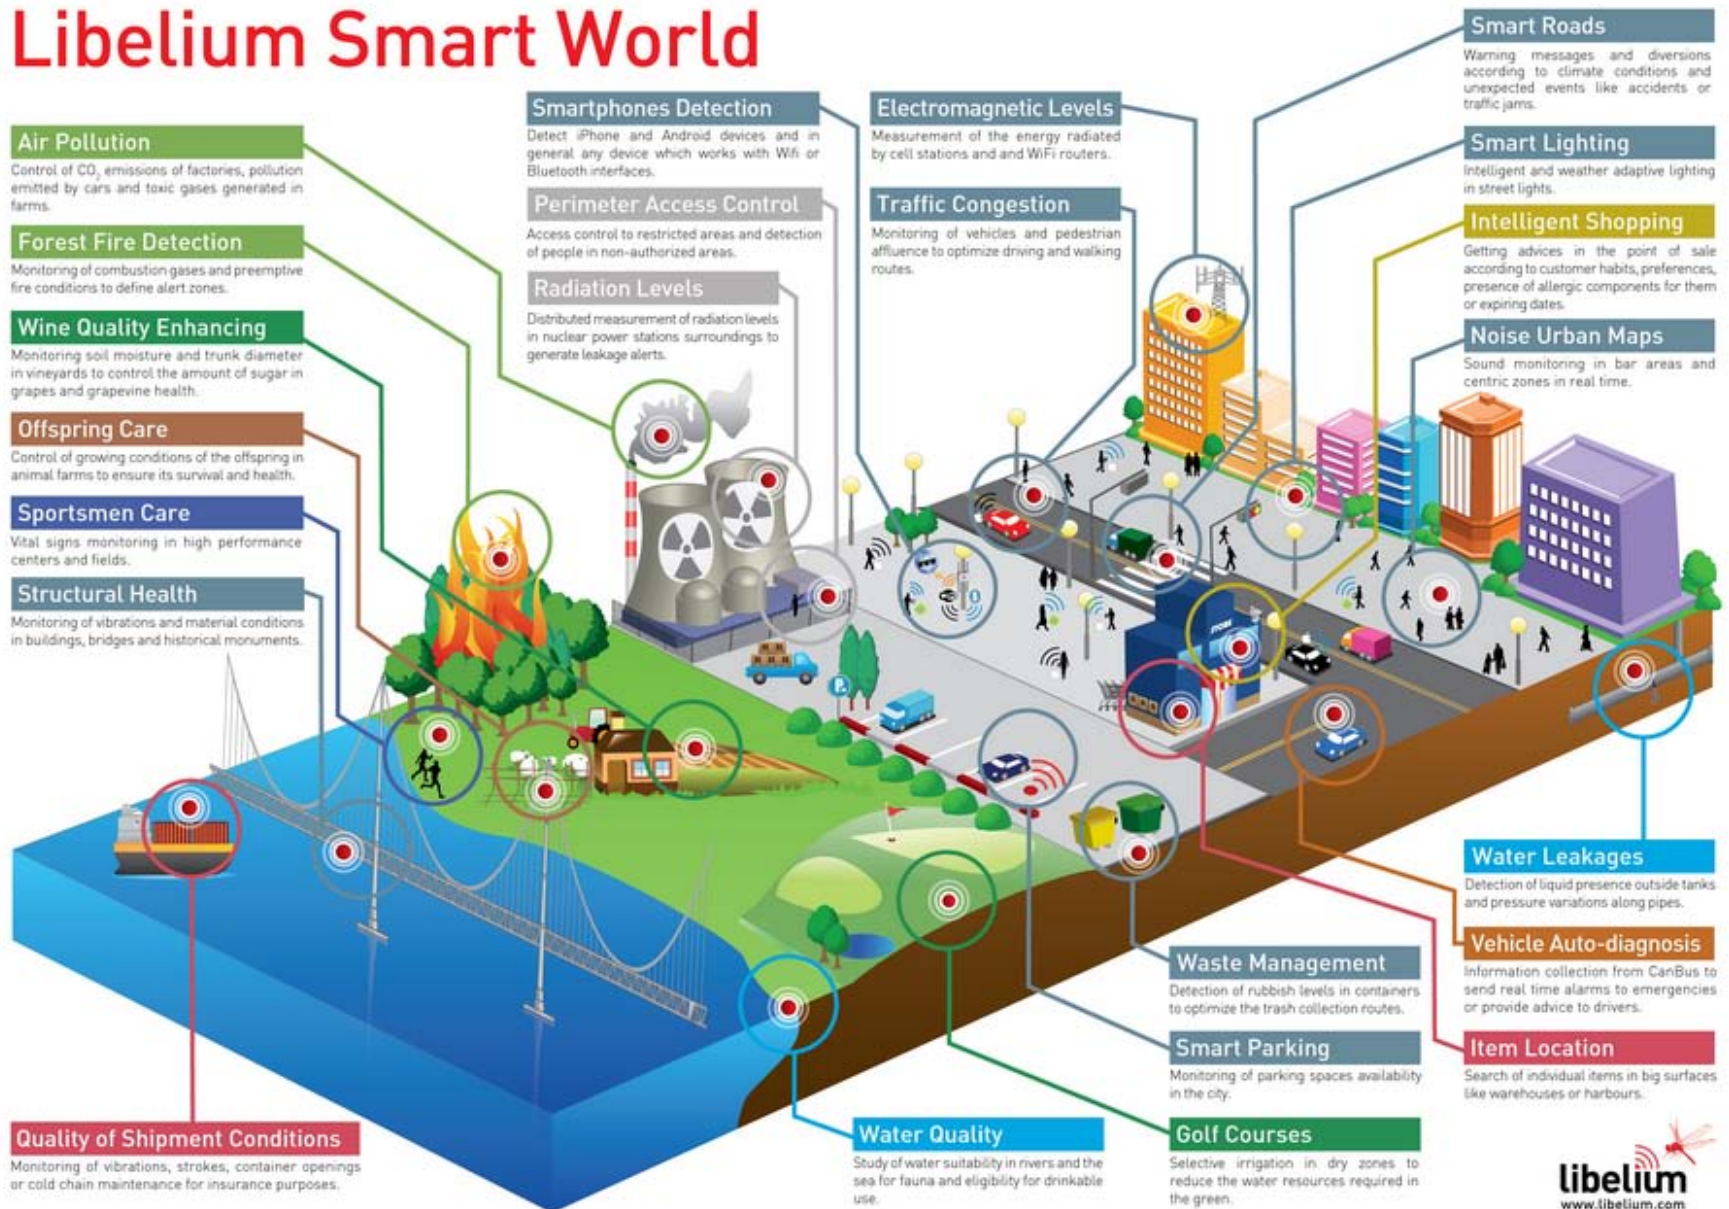 Libelium Smart World
Air Pollution
Control of CO₂ emissions of factories, pollution
emitted by cars and toxic gases generated in
farms.
Forest Fire Detection
Monitoring of combustion gases and preemptive
fire conditions to define alert zones.
Wine Quality Enhancing
Monitoring soil moisture and trunk diameter
in vineyards to control the amount of sugar in
grapes and grapevine health.
Offspring Care
Control of growing conditions of the offspring in
animal farms to ensure its survival and health.
Sportsmen Care
Vital signs monitoring in high performance
centers and fields.
Structural Health
Monitoring of vibrations and material conditions
in buildings, bridges and historical monuments.
Quality of Shipment Conditions
Monitoring of vibrations, strokes, container openings
or cold chain maintenance for insurance purposes.
Smartphones Detection
Detect iPhone and Android devices and in
general any device which works with Wifi or
Bluetooth interfaces.
Perimeter Access Control
Access control to restricted areas and detection
of people in non-authorized areas.
Radiation Levels
Distributed measurement of radiation levels
in nuclear power stations surroundings to
generate leakage alerts.
Electromagnetic Levels
Measurement of the energy radiated
by cell stations and and WiFi routers.
Traffic Congestion
Monitoring of vehicles and pedestrian
affluence to optimize driving and walking
routes.
Smart Roads
Warning messages and diversions
according to climate conditions and
unexpected events like accidents or
traffic jams.
Smart Lighting
Intelligent and weather adaptive lighting
in street lights.
Intelligent Shopping
Getting advices in the point of sale
according to customer habits, preferences,
presence of allergic components for them
or expiring dates.
Noise Urban Maps
Sound monitoring in bar areas and
centric zones in real time.
STORE
P
Water Leakages
Detection of liquid presence outside tanks
and pressure variations along pipes.
Vehicle Auto-diagnosis
Information collection from CanBus to
send real time alarms to emergencies
or provide advice to drivers.
Item Location
Search of individual items in big surfaces
like warehouses or harbours.
Waste Management
Detection of rubbish levels in containers
to optimize the trash collection routes.
Smart Parking
Monitoring of parking spaces availability
in the city.
Golf Courses
Selective irrigation in dry zones to
reduce the water resources required in
the green.
Water Quality
Study of water suitability in rivers and the
sea for fauna and eligibility for drinkable
use.
libelium
www.libelium.com